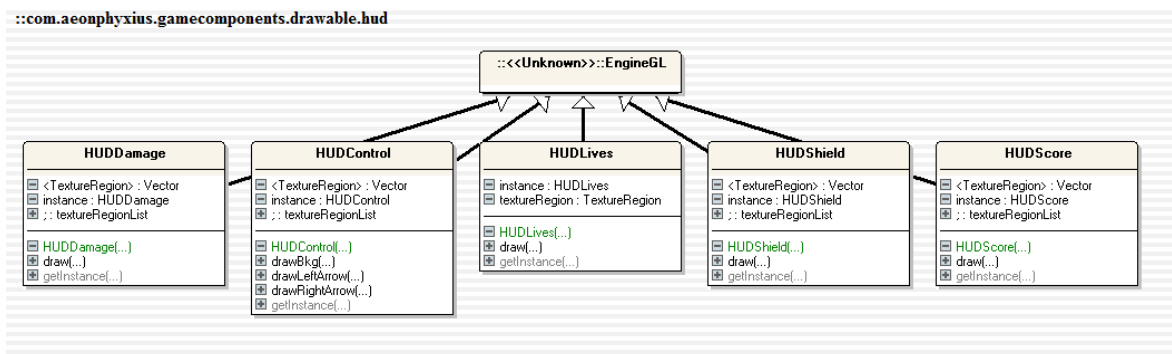 ::com.aeonphyxius.gamecomponents.drawable.hud
::<<Unknown>>::EngineGL
HUDDamage
<TextureRegion> : Vector
instance : HUDDamage
; : textureRegionList
HUDDamage(...)
draw(...)
getInstance(...)
HUDControl
<TextureRegion> : Vector
instance : HUDControl
; : textureRegionList
HUDControl(...)
drawBkg(...)
drawLeftArrow(...)
drawRightArrow(...)
getInstance(...)
HUDLives
instance : HUDLives
textureRegion : TextureRegion
HUDLives(...)
draw(...)
getInstance(...)
HUDShield
<TextureRegion> : Vector
instance : HUDShield
; : textureRegionList
HUDShield(...)
draw(...)
getInstance(...)
HUDScore
<TextureRegion> : Vector
instance : HUDScore
; : textureRegionList
HUDScore(...)
draw(...)
getInstance(...)